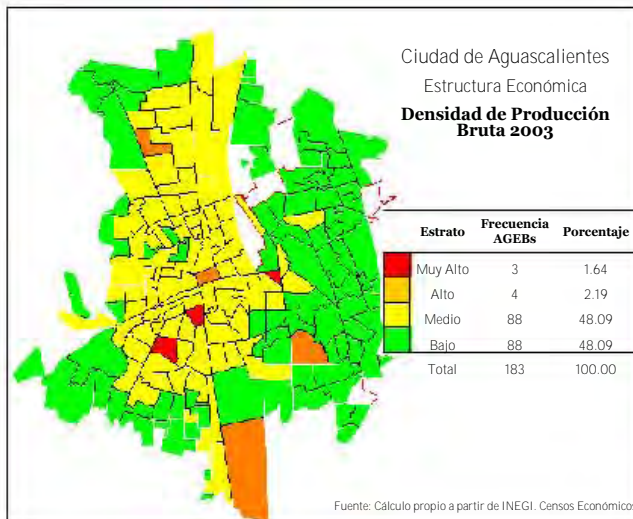 Ciudad de Aguascalientes
Estructura Económica
Densidad de Producción
Bruta 2003
Estrato Frecuencia AGEBs Porcentaje
Muy Alto 3 1.64
Alto 4 2.19
Medio 88 48.09
Bajo 88 48.09
Total 183 100.00
Fuente: Cálculo propio a partir de INEGI. Censos Económicos